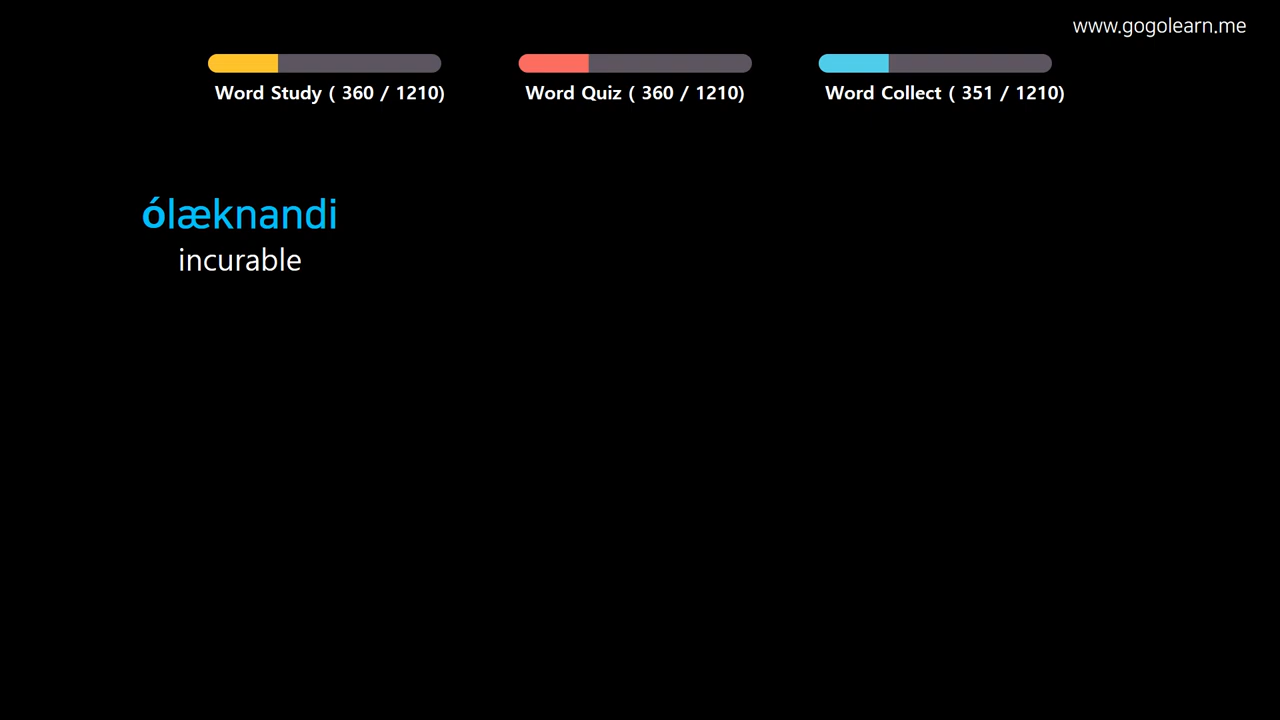 www.gogolearn.me
Word Study ( 360 / 1210)
Word Quiz ( 360 / 1210)
Word Collect ( 351 / 1210)
ólæknandi
incurable